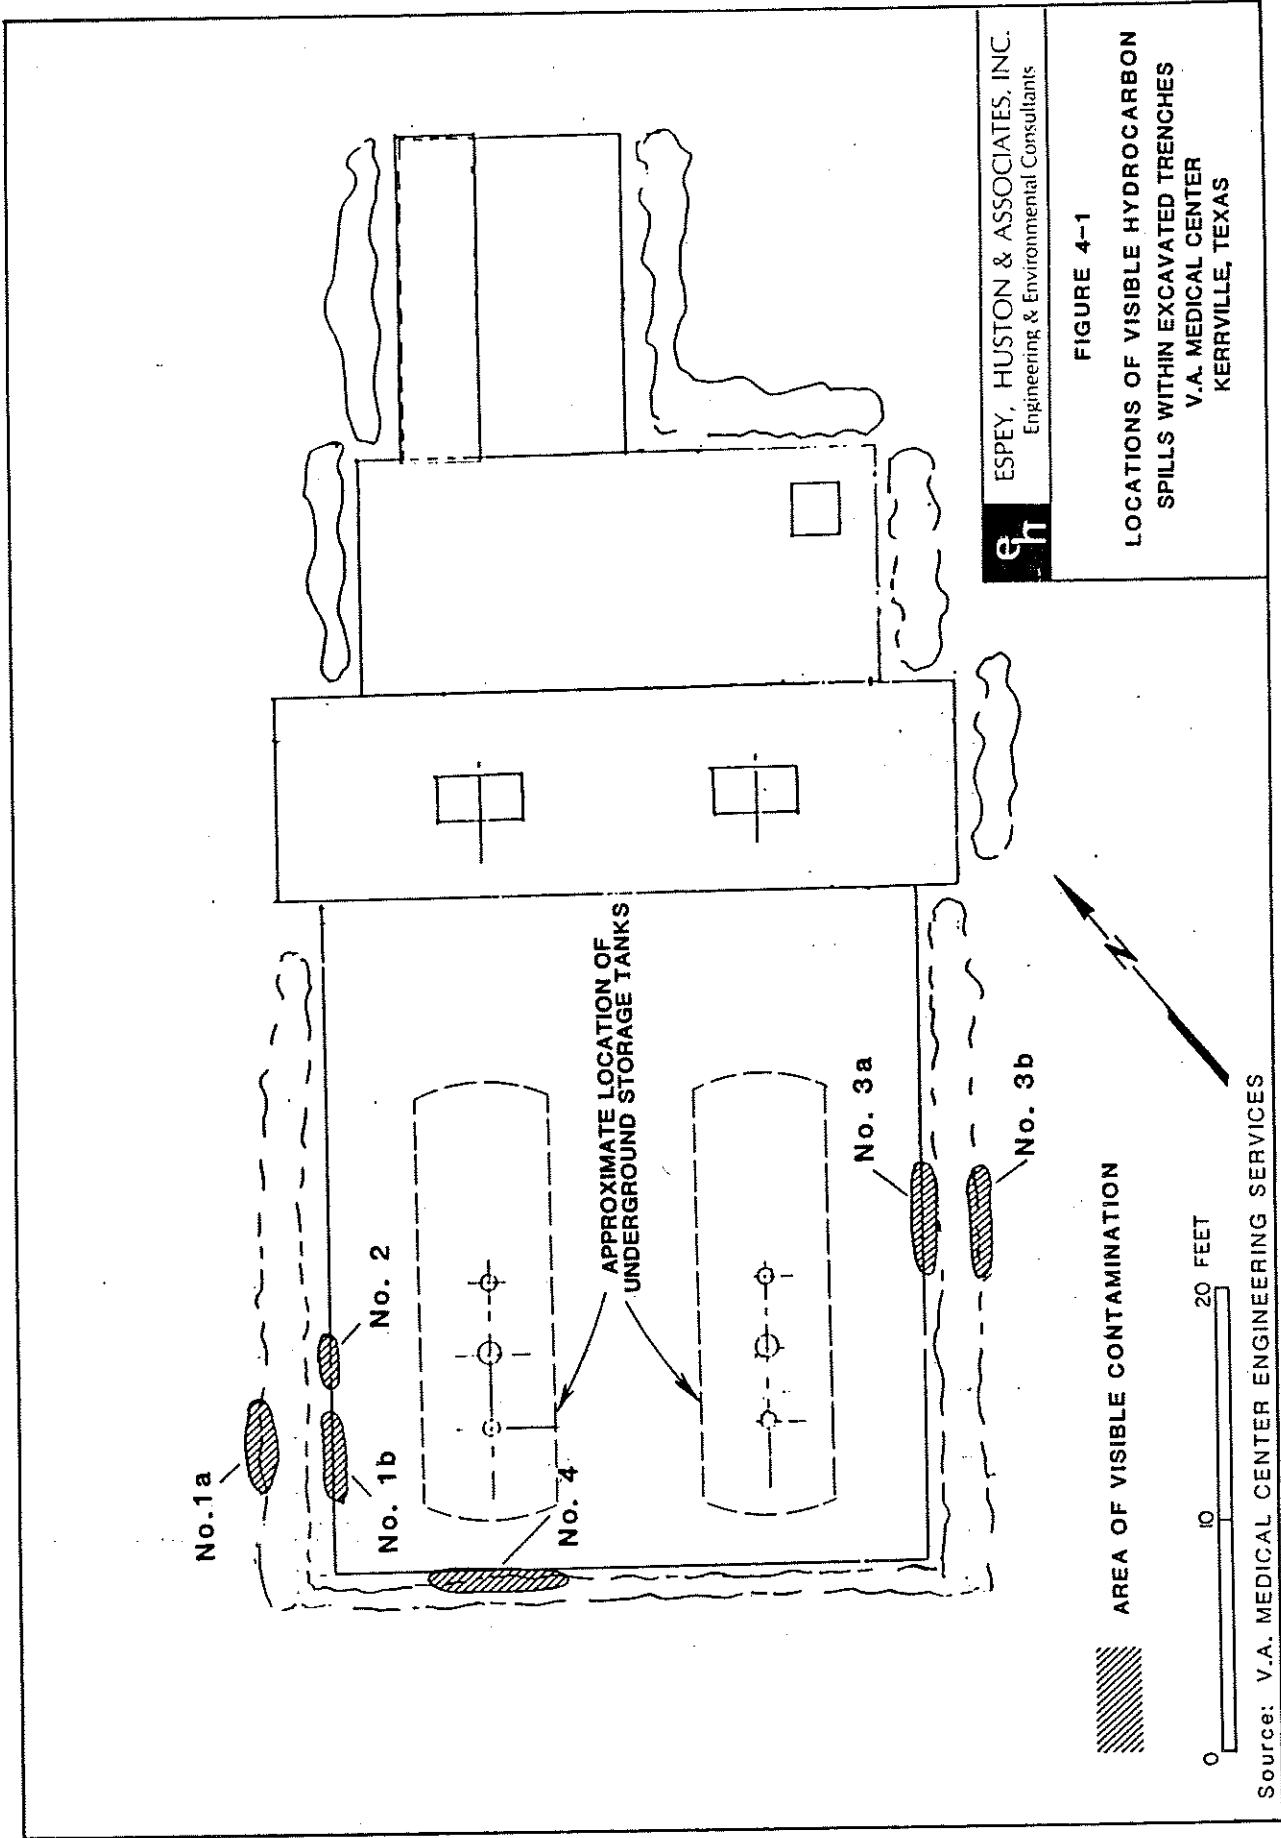 No.1a
No. 1b
No. 2
No. 4
APPROXIMATE LOCATION OF
UNDERGROUND STORAGE TANKS
No. 3a
No. 3b
N
AREA OF VISIBLE CONTAMINATION
0
10
20 FEET
Source: V.A. MEDICAL CENTER ENGINEERING SERVICES
eh
ESPEY, HUSTON & ASSOCIATES, INC.
Engineering & Environmental Consultants
FIGURE 4-1
LOCATIONS OF VISIBLE HYDROCARBON
SPILLS WITHIN EXCAVATED TRENCHES
V.A. MEDICAL CENTER
KERRVILLE, TEXAS